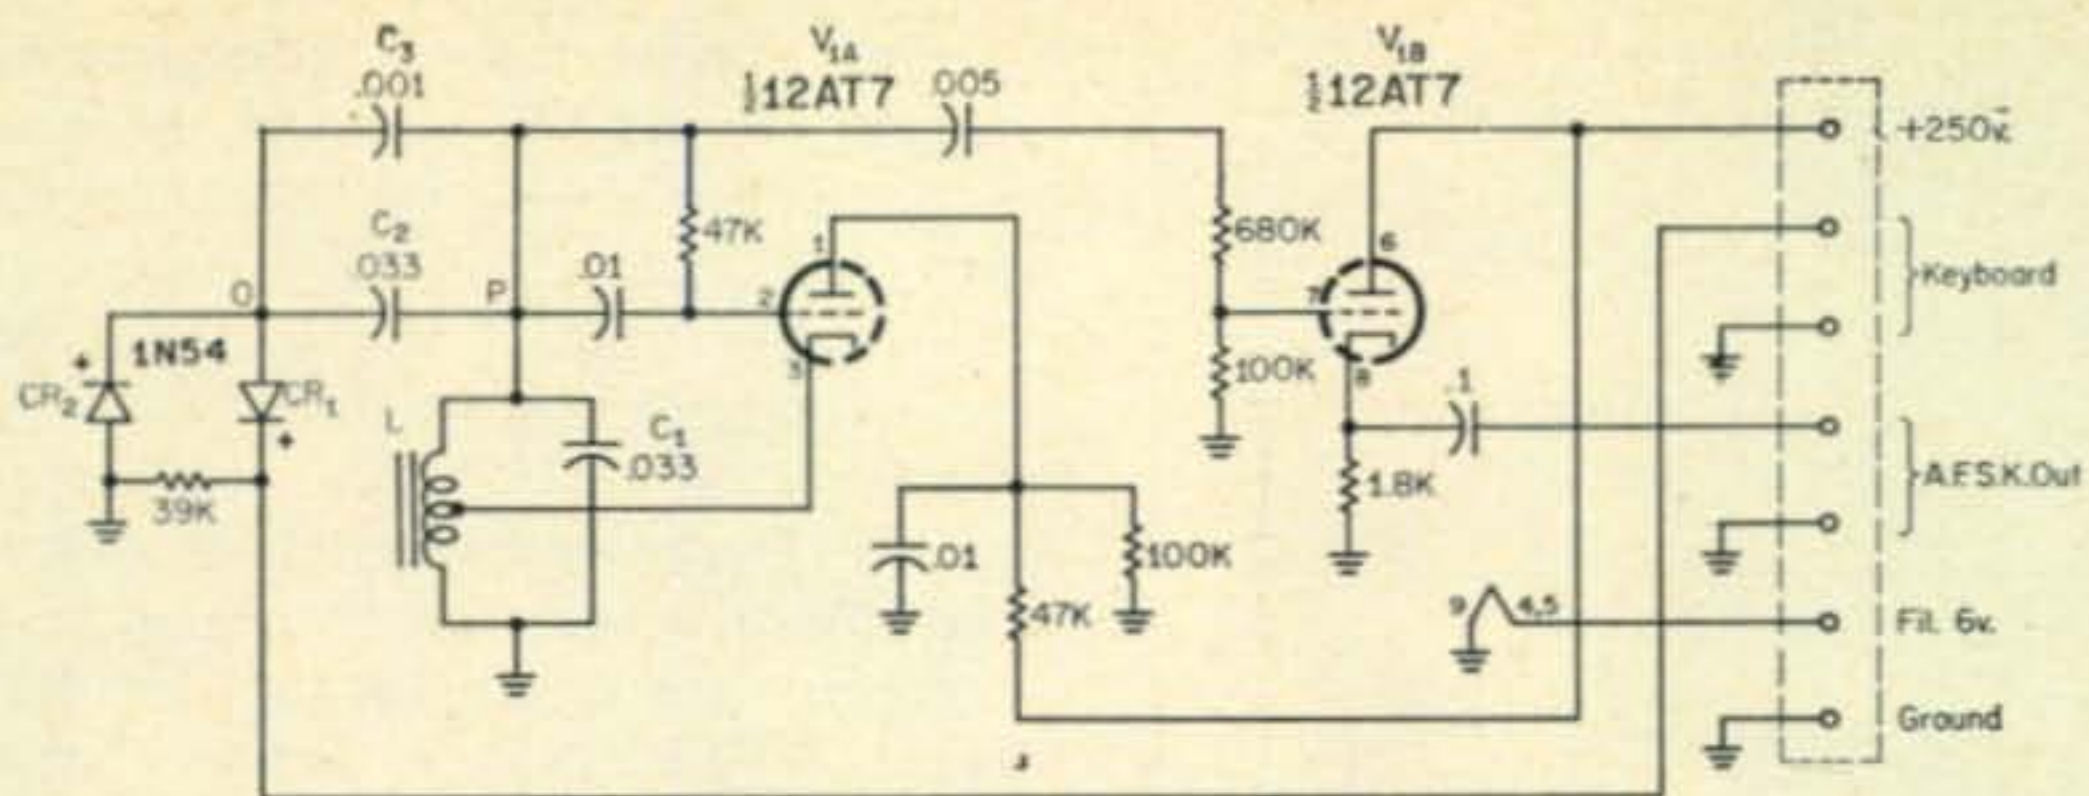 C3
.001
V1A
½12AT7
.005
V1B
½12AT7
+250v.
C2
.033
47K
.01
O
P
1
2
3
680K
6
7
8
Keyboard
1N54
CR2
CR1
+
+
100K
.1
L
C1
.033
39K
1.8K
A.F.S.K.Out
.01
100K
47K
9
4,5
Fil. 6v.
Ground